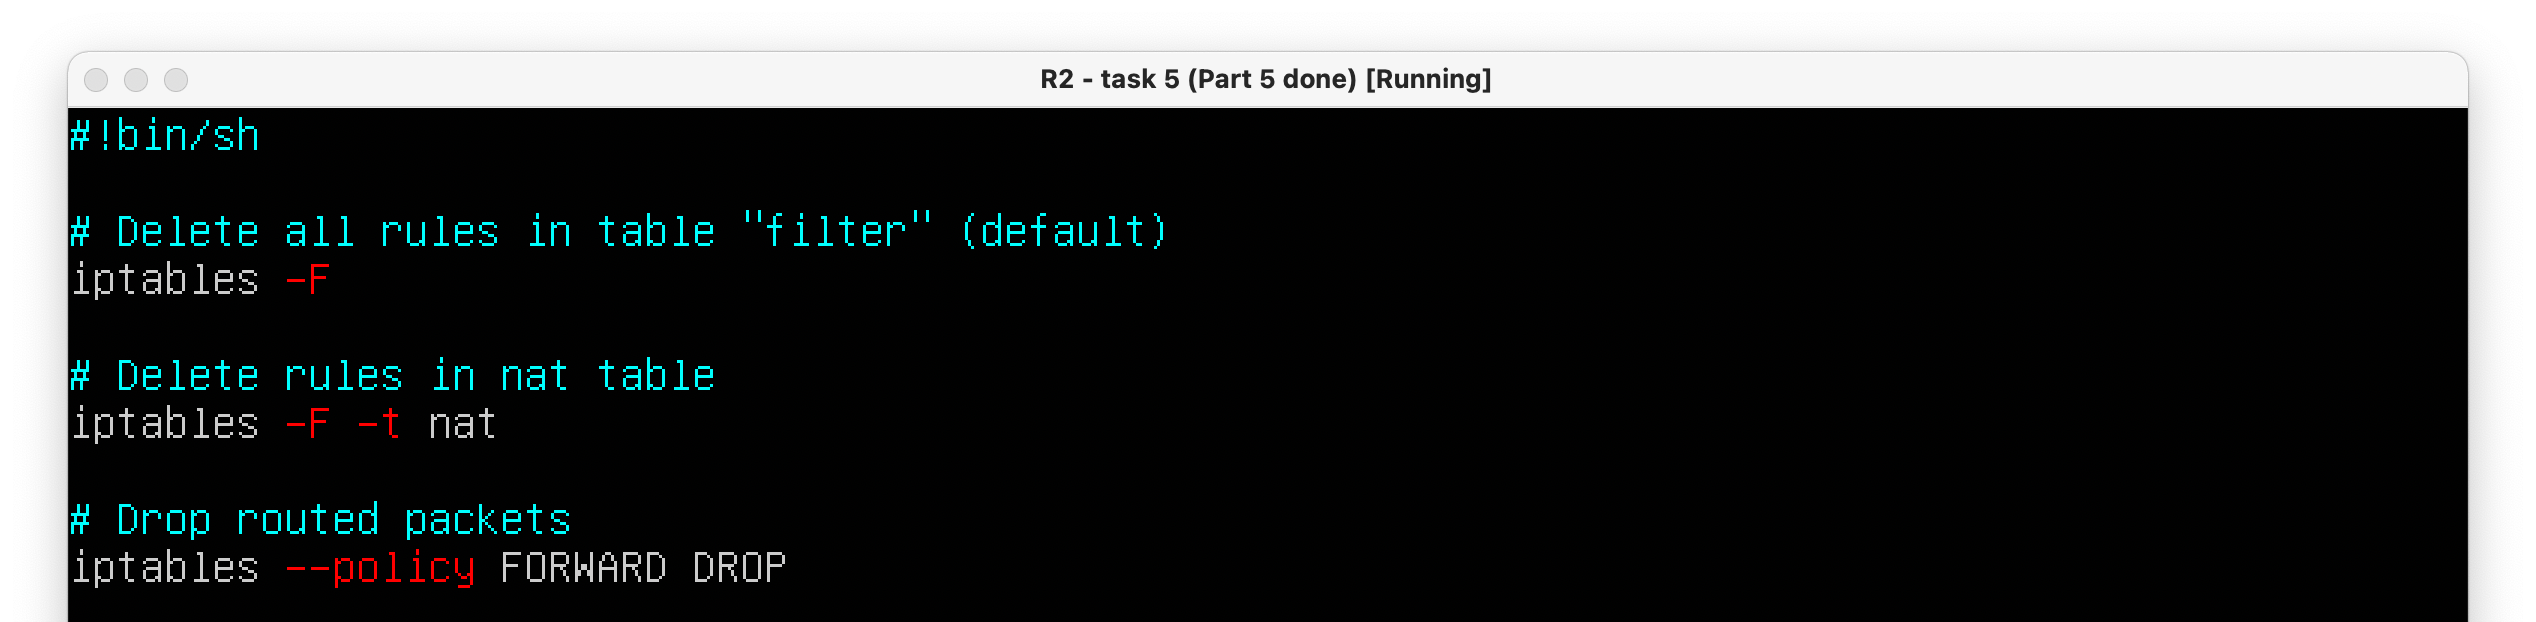 R2 - task 5 (Part 5 done) [Running]
#!bin/sh
# Delete all rules in table "filter" (default)
iptables -F
# Delete rules in nat table
iptables -F -t nat
# Drop routed packets
iptables --policy FORWARD DROP